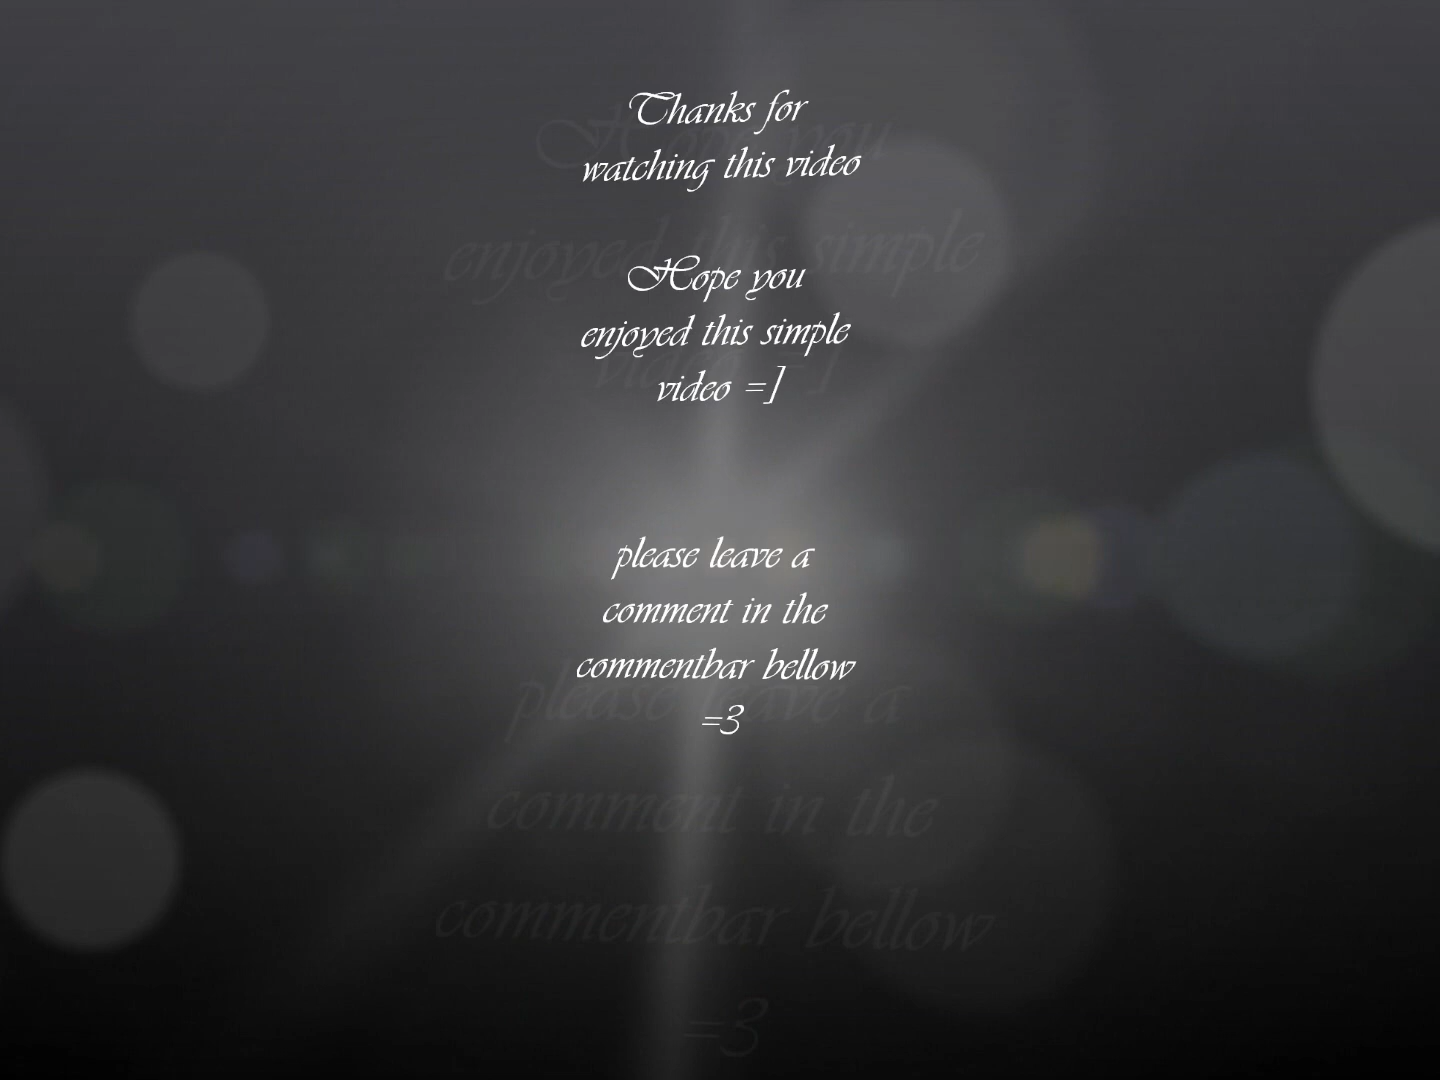 Thanks for
watching this video
Hope you
enjoyed this simple
video =]
please leave a
comment in the
commentbar bellow
=3